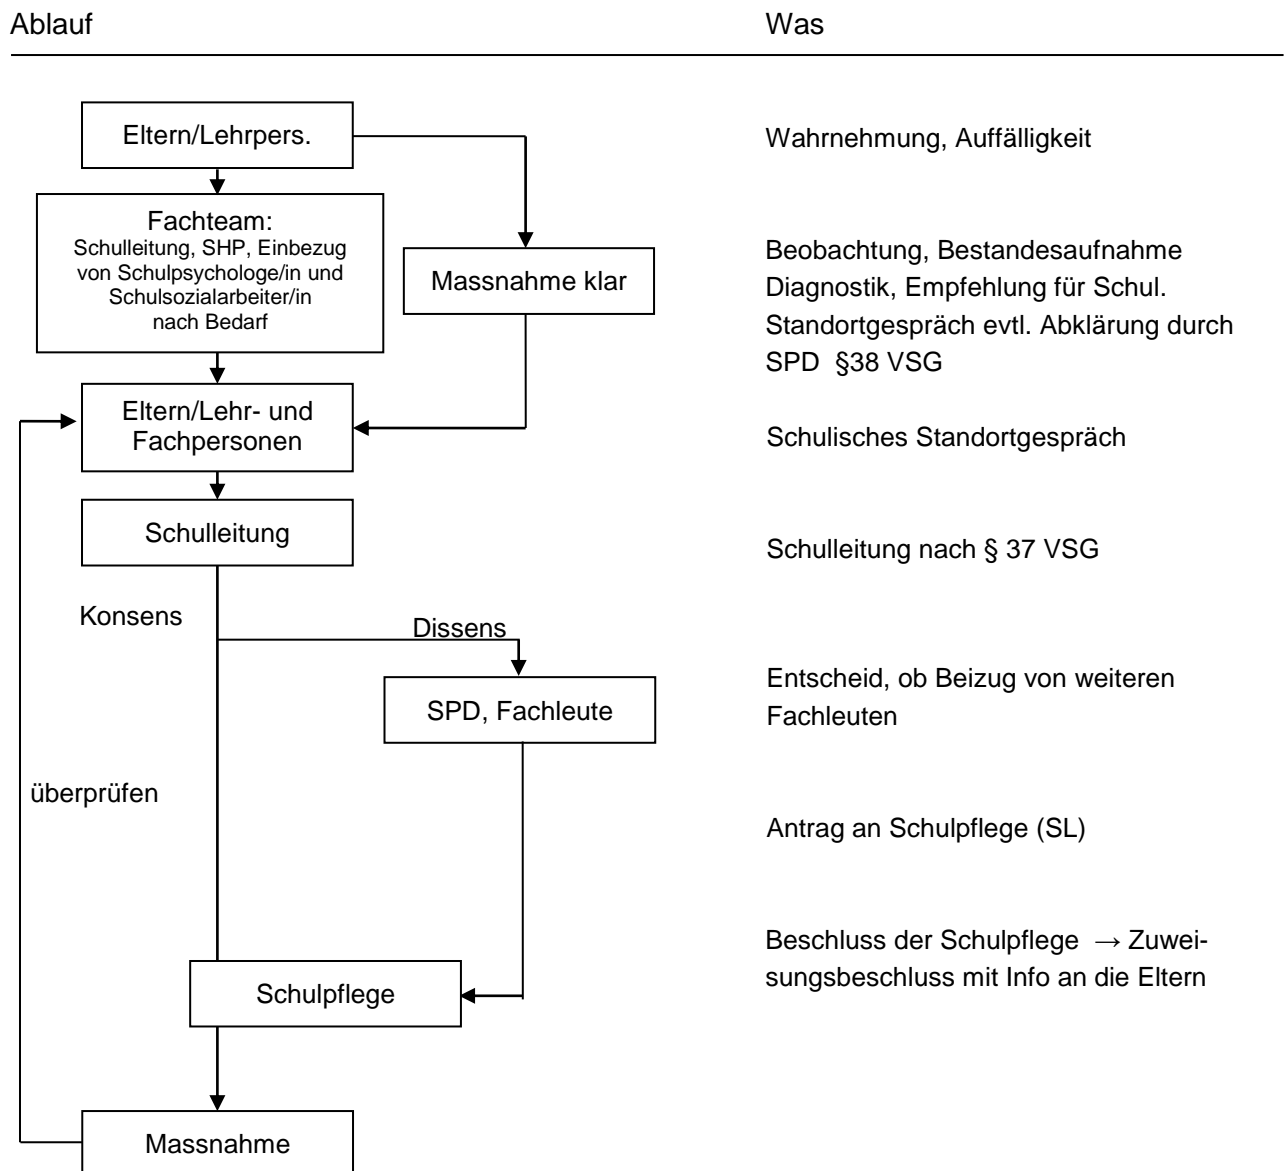 Ablauf
Was
Eltern/Lehrpers.
Wahrnehmung, Auffälligkeit
Fachteam:
Schulleitung, SHP, Einbezug
von Schulpsychologe/in und
Schulsozialarbeiter/in
nach Bedarf
Massnahme klar
Beobachtung, Bestandesaufnahme
Diagnostik, Empfehlung für Schul.
Standortgespräch evtl. Abklärung durch
SPD §38 VSG
Eltern/Lehr- und
Fachpersonen
Schulisches Standortgespräch
Schulleitung
Schulleitung nach § 37 VSG
Konsens
Dissens
SPD, Fachleute
Entscheid, ob Beizug von weiteren
Fachleuten
überprüfen
Antrag an Schulpflege (SL)
Beschluss der Schulpflege → Zuwei-
sungsbeschluss mit Info an die Eltern
Schulpflege
Massnahme